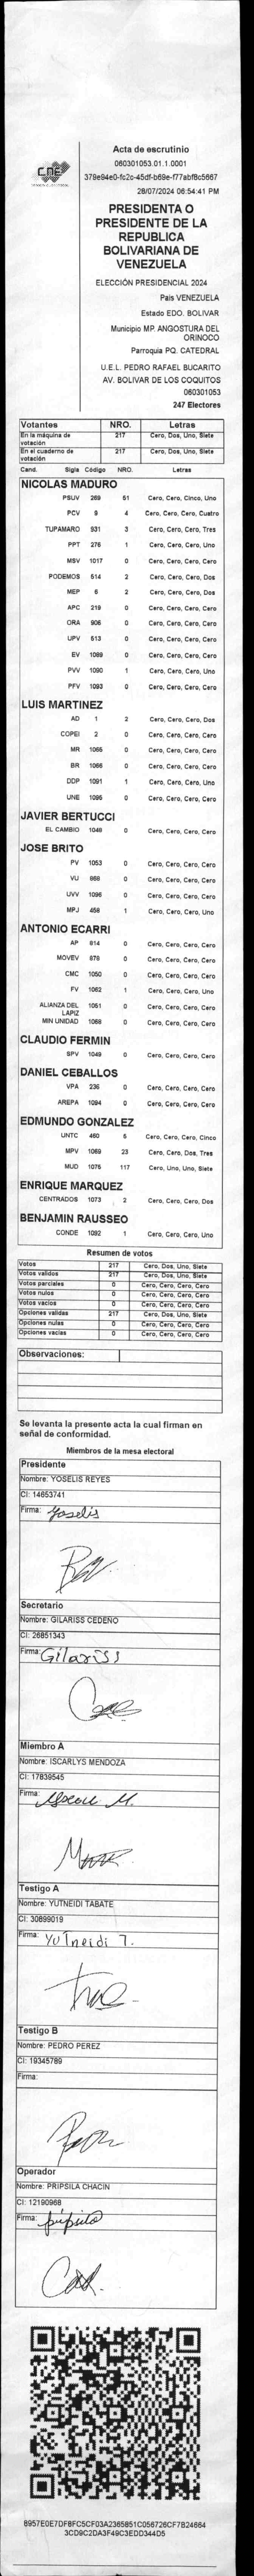 CNE
Acta de escrutinio
060301053.01.1.0001
379e94e0-fc2c-45df-b69e-f77abf8c5667
28/07/2024 06:54:41 PM
PRESIDENTA O
PRESIDENTE DE LA
REPUBLICA
BOLIVARIANA DE
VENEZUELA
ELECCIÓN PRESIDENCIAL 2024
País VENEZUELA
Estado EDO. BOLIVAR
Municipio MP. ANGOSTURA DEL
ORINOCO
Parroquia PQ. CATEDRAL
U.E.L. PEDRO RAFAEL BUCARITO
AV. BOLIVAR DE LOS COQUITOS
060301053
247 Electores
Votantes NRO. Letras
En la máquina de votación 217 Cero, Dos, Uno, Siete
En el cuaderno de votación 217 Cero, Dos, Uno, Siete
Cand. Sigla Código NRO. Letras
NICOLAS MADURO
PSUV 269 51 Cero, Cero, Cinco, Uno
PCV 9 4 Cero, Cero, Cero, Cuatro
TUPAMARO 931 3 Cero, Cero, Cero, Tres
PPT 276 1 Cero, Cero, Cero, Uno
MSV 1017 0 Cero, Cero, Cero, Cero
PODEMOS 514 2 Cero, Cero, Cero, Dos
MEP 6 2 Cero, Cero, Cero, Dos
APC 219 0 Cero, Cero, Cero, Cero
ORA 906 0 Cero, Cero, Cero, Cero
UPV 513 0 Cero, Cero, Cero, Cero
EV 1089 0 Cero, Cero, Cero, Cero
PVV 1090 1 Cero, Cero, Cero, Uno
PFV 1093 0 Cero, Cero, Cero, Cero
LUIS MARTINEZ
AD 1 2 Cero, Cero, Cero, Dos
COPEI 2 0 Cero, Cero, Cero, Cero
MR 1065 0 Cero, Cero, Cero, Cero
BR 1066 0 Cero, Cero, Cero, Cero
DDP 1091 1 Cero, Cero, Cero, Uno
UNE 1095 0 Cero, Cero, Cero, Cero
JAVIER BERTUCCI
EL CAMBIO 1048 0 Cero, Cero, Cero, Cero
JOSE BRITO
PV 1053 0 Cero, Cero, Cero, Cero
VU 868 0 Cero, Cero, Cero, Cero
UVV 1096 0 Cero, Cero, Cero, Cero
MPJ 458 1 Cero, Cero, Cero, Uno
ANTONIO ECARRI
AP 814 0 Cero, Cero, Cero, Cero
MOVEV 878 0 Cero, Cero, Cero, Cero
CMC 1050 0 Cero, Cero, Cero, Cero
FV 1062 1 Cero, Cero, Cero, Uno
ALIANZA DEL LAPIZ 1051 0 Cero, Cero, Cero, Cero
MIN UNIDAD 1068 0 Cero, Cero, Cero, Cero
CLAUDIO FERMIN
SPV 1049 0 Cero, Cero, Cero, Cero
DANIEL CEBALLOS
VPA 236 0 Cero, Cero, Cero, Cero
AREPA 1094 0 Cero, Cero, Cero, Cero
EDMUNDO GONZALEZ
UNTC 460 5 Cero, Cero, Cero, Cinco
MPV 1069 23 Cero, Cero, Dos, Tres
MUD 1075 117 Cero, Uno, Uno, Siete
ENRIQUE MARQUEZ
CENTRADOS 1073 2 Cero, Cero, Cero, Dos
BENJAMIN RAUSSEO
CONDE 1092 1 Cero, Cero, Cero, Uno
Resumen de votos
Votos 217 Cero, Dos, Uno, Siete
Votos validos 217 Cero, Dos, Uno, Siete
Votos parciales 0 Cero, Cero, Cero, Cero
Votos nulos 0 Cero, Cero, Cero, Cero
Votos vacios 0 Cero, Cero, Cero, Cero
Opciones validas 217 Cero, Dos, Uno, Siete
Opciones nulas 0 Cero, Cero, Cero, Cero
Opciones vacias 0 Cero, Cero, Cero, Cero
Observaciones:
Se levanta la presente acta la cual firman en
señal de conformidad.
Miembros de la mesa electoral
Presidente
Nombre: YOSELIS REYES
CI: 14653741
Firma: Yoselis
Secretario
Nombre: GILARISS CEDEÑO
CI: 26851343
Firma: Gilariss
Miembro A
Nombre: ISCARLYS MENDOZA
CI: 17839545
Firma:
Testigo A
Nombre: YUTNEIDI TABATE
CI: 30899019
Firma: Yutneidi T.
Testigo B
Nombre: PEDRO PEREZ
CI: 19345789
Firma:
Operador
Nombre: PRIPSILA CHACIN
CI: 12190968
Firma: pripsila
8957E0E7DF8FC5CF03A2365851C056726CF7B24664
3CD9C2DA3F49C3EDD344D5